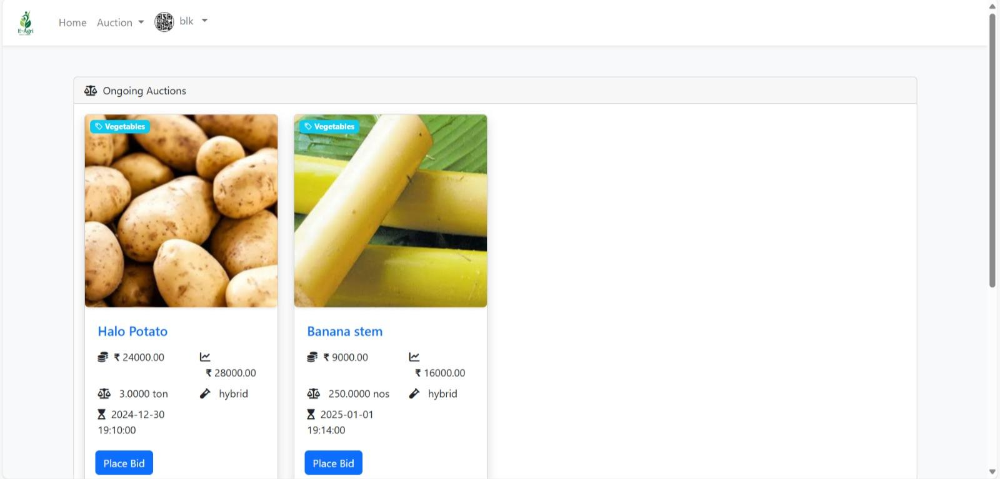 E-Agri
Home Auction blk
Ongoing Auctions
Vegetables
Halo Potato
₹ 24000.00
₹ 28000.00
3.0000 ton
hybrid
2024-12-30
19:10:00
Place Bid
Vegetables
Banana stem
₹ 9000.00
₹ 16000.00
250.0000 nos
hybrid
2025-01-01
19:14:00
Place Bid